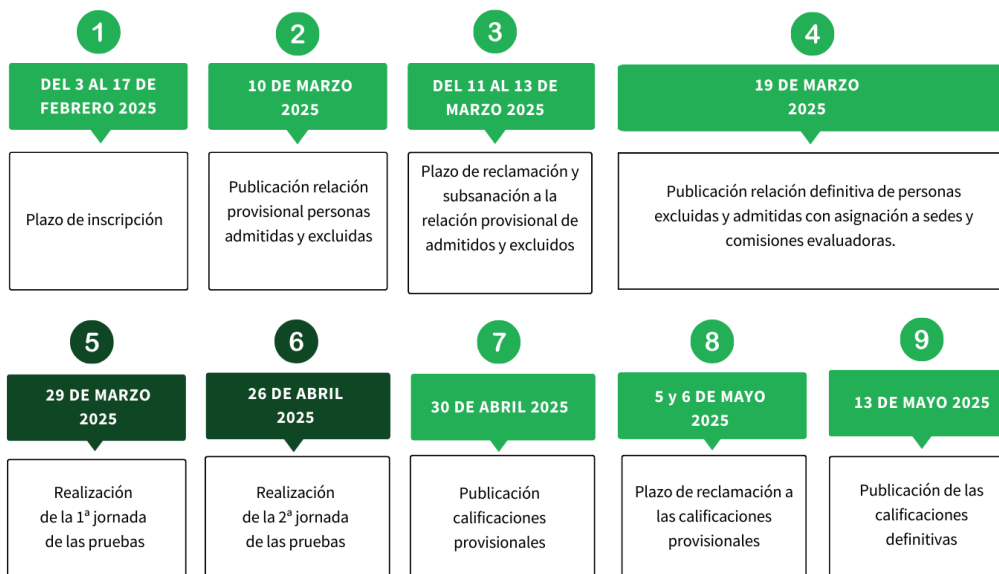 1
DEL 3 AL 17 DE
FEBRERO 2025
Plazo de inscripción
2
10 DE MARZO
2025
Publicación relación
provisional personas
admitidas y excluidas
3
DEL 11 AL 13 DE
MARZO 2025
Plazo de reclamación y
subsanación a la
relación provisional de
admitidos y excluidos
4
19 DE MARZO
2025
Publicación relación definitiva de personas
excluidas y admitidas con asignación a sedes y
comisiones evaluadoras.
5
29 DE MARZO
2025
Realización
de la 1ª jornada
de las pruebas
6
26 DE ABRIL
2025
Realización
de la 2ª jornada
de las pruebas
7
30 DE ABRIL 2025
Publicación
calificaciones
provisionales
8
5 y 6 DE MAYO
2025
Plazo de reclamación a
las calificaciones
provisionales
9
13 DE MAYO 2025
Publicación de las
calificaciones
definitivas